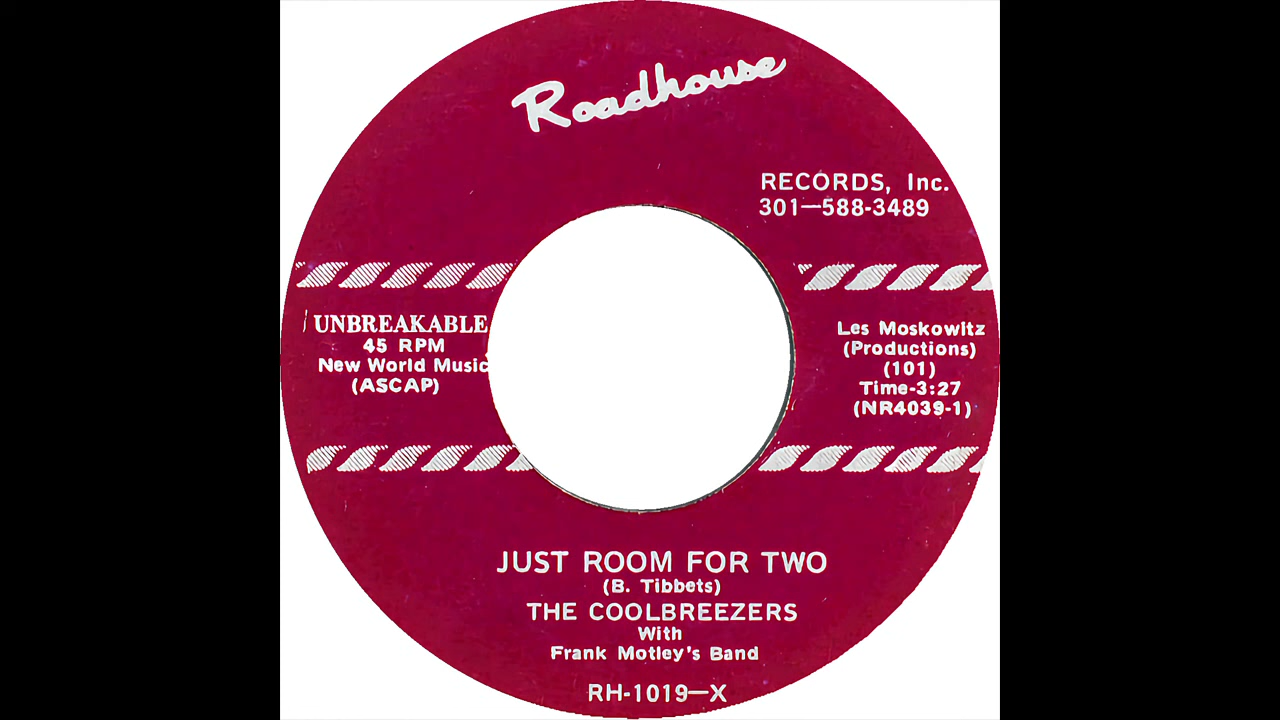 Roadhouse
RECORDS, Inc.
301—588-3489
UNBREAKABLE
45 RPM
New World Music
(ASCAP)
Les Moskowitz
(Productions)
(101)
Time-3:27
(NR4039-1)
JUST ROOM FOR TWO
(B. Tibbets)
THE COOLBREEZERS
With
Frank Motley's Band
RH-1019—X